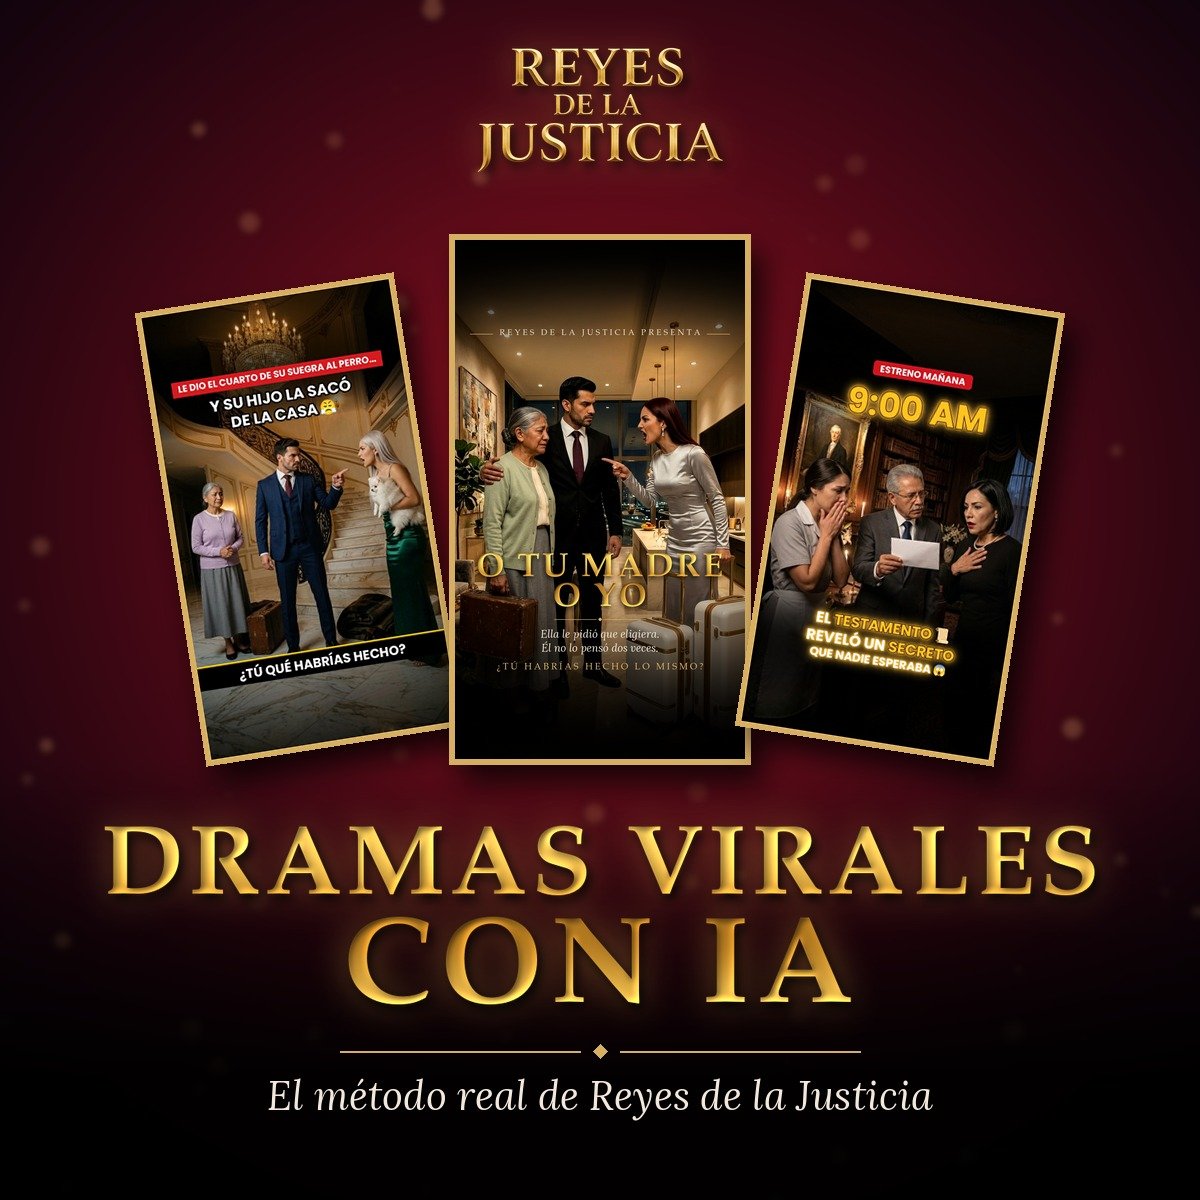 REYES
DE LA
JUSTICIA
LE DIO EL CUARTO DE SU SUEGRA AL PERRO...
Y SU HIJO LA SACÓ
DE LA CASA 😤
¿TÚ QUÉ HABRÍAS HECHO?
REYES DE LA JUSTICIA PRESENTA
O TU MADRE
O YO
Ella le pidió que eligiera.
Él no lo pensó dos veces.
¿TÚ HABRÍAS HECHO LO MISMO?
ESTRENO MAÑANA
9:00 AM
EL TESTAMENTO 📜
REVELÓ UN SECRETO
QUE NADIE ESPERABA 😱
DRAMAS VIRALES
CON IA
El método real de Reyes de la Justicia